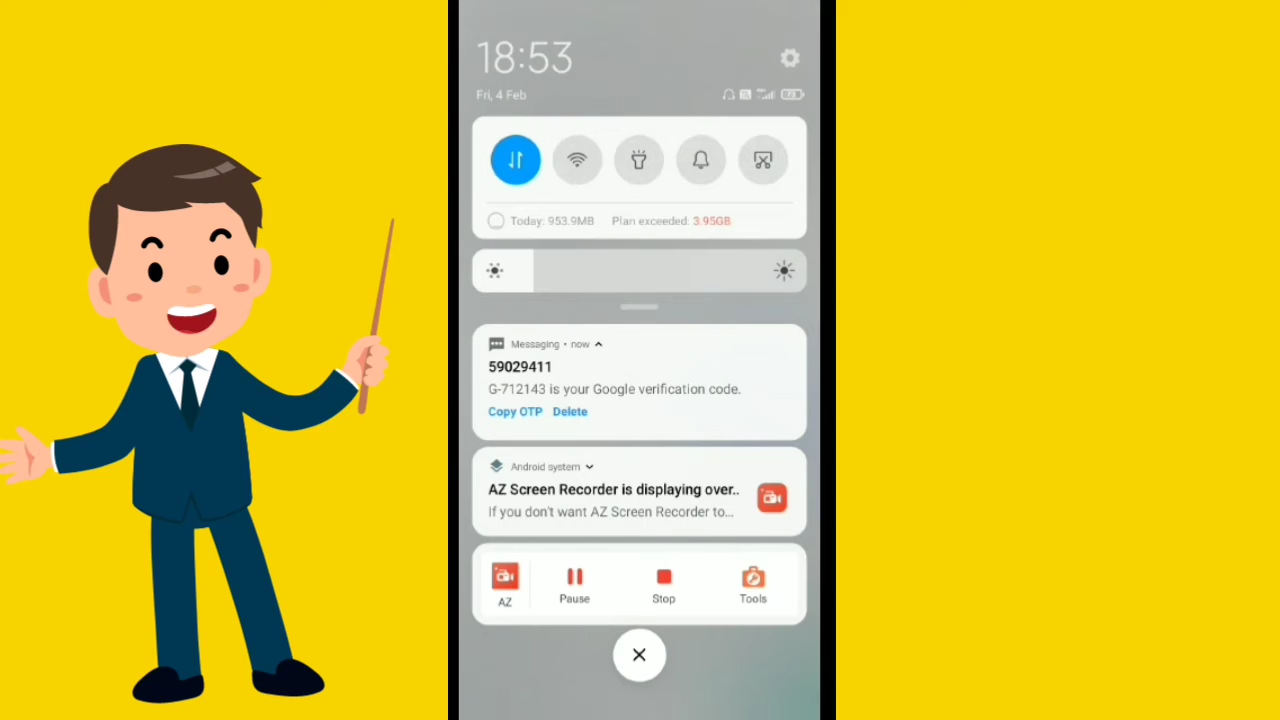 18:53
Fri, 4 Feb
Today: 953.9MB Plan exceeded: 3.95GB
Messaging • now
59029411
G-712143 is your Google verification code.
Copy OTP Delete
Android system
AZ Screen Recorder is displaying over..
If you don't want AZ Screen Recorder to...
AZ Pause Stop Tools